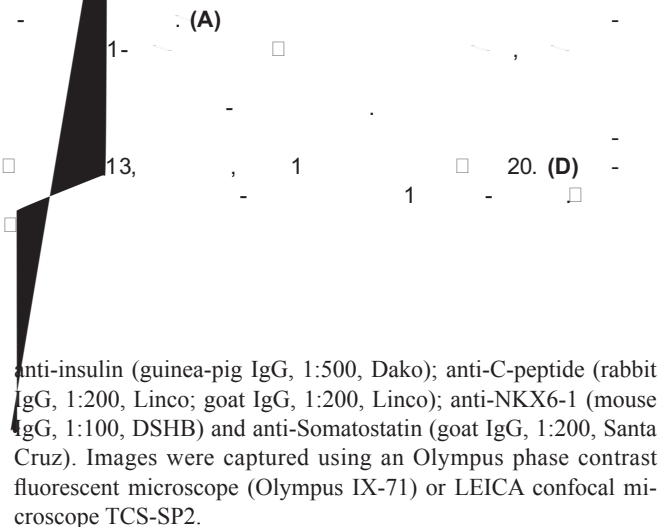 - . (A) -
1- ,
- .
-
13, , 1 20. (D) -
- 1 - .
anti-insulin (guinea-pig IgG, 1:500, Dako); anti-C-peptide (rabbit
IgG, 1:200, Linco; goat IgG, 1:200, Linco); anti-NKX6-1 (mouse
IgG, 1:100, DSHB) and anti-Somatostatin (goat IgG, 1:200, Santa
Cruz). Images were captured using an Olympus phase contrast
fluorescent microscope (Olympus IX-71) or LEICA confocal mi-
croscope TCS-SP2.